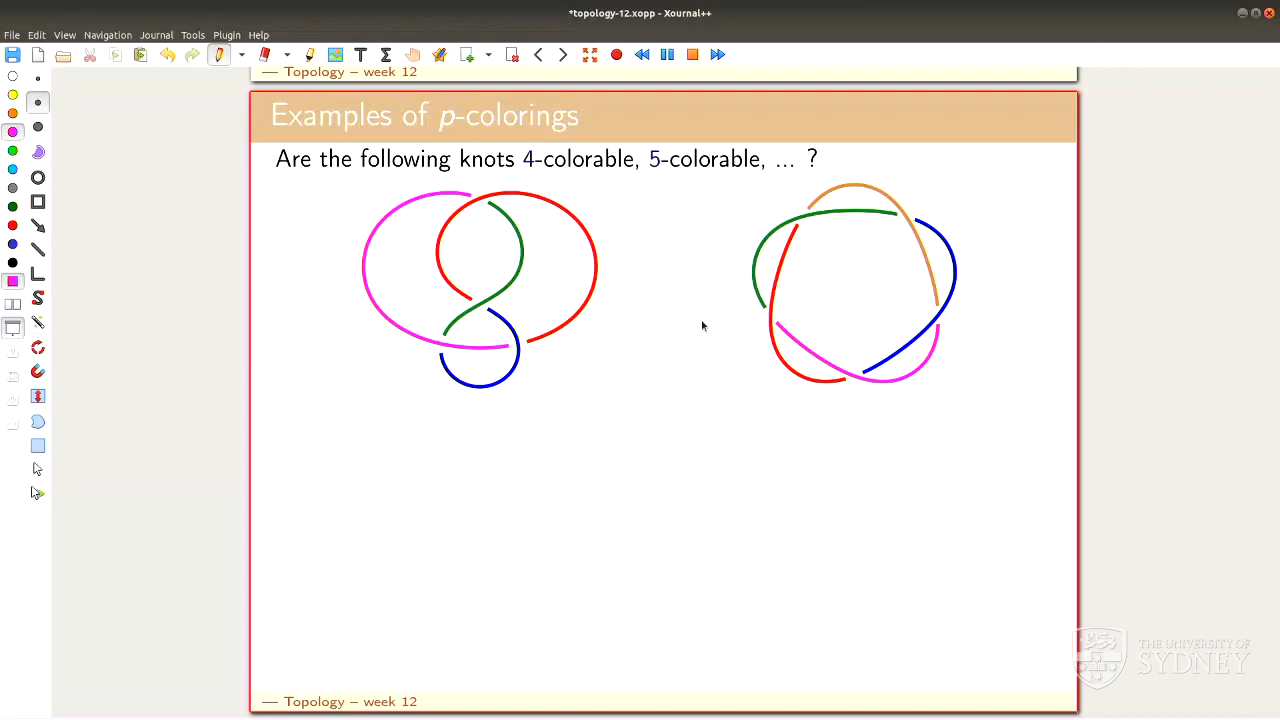 *topology-12.xopp - Xournal++
File Edit View Navigation Journal Tools Plugin Help
— Topology – week 12
Examples of p-colorings
Are the following knots 4-colorable, 5-colorable, ... ?
THE UNIVERSITY OF
SYDNEY
— Topology – week 12